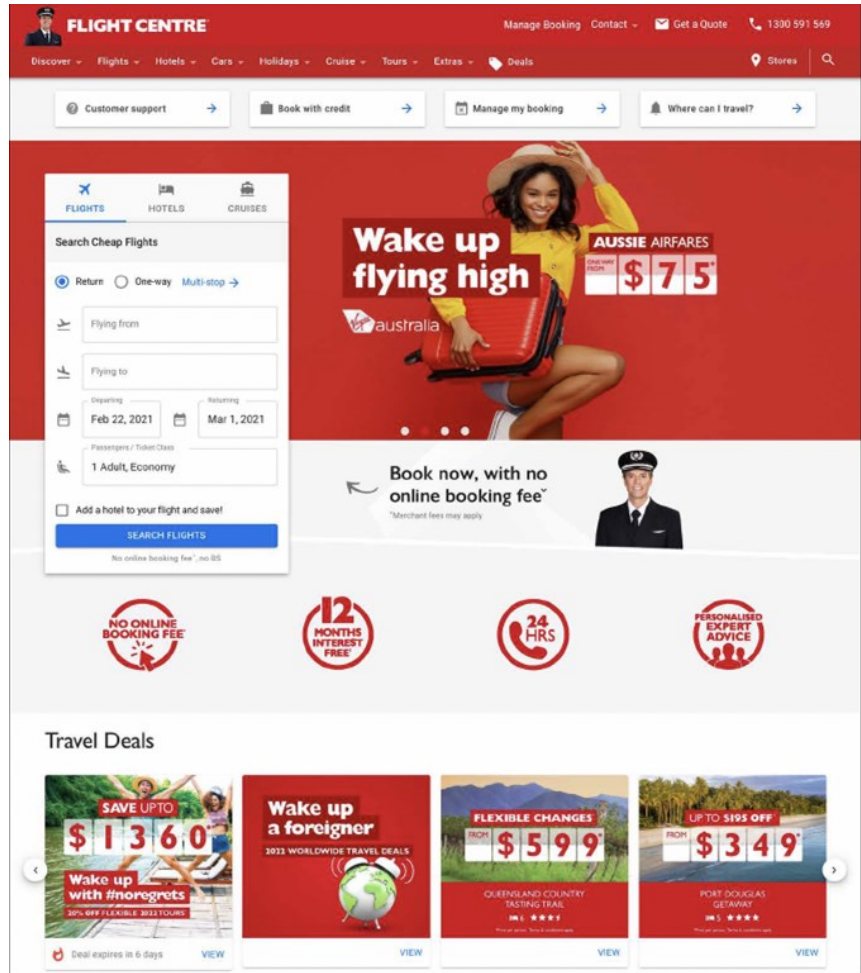 FLIGHT CENTRE
Manage Booking
Contact
Get a Quote
1300 591 569
Discover
Flights
Hotels
Cars
Holidays
Cruise
Tours
Extras
Deals
Stores
Customer support
Book with credit
Manage my booking
Where can I travel?
FLIGHTS
HOTELS
CRUISES
Search Cheap Flights
Return
One-way
Multi-stop
Flying from
Flying to
Departing
Feb 22, 2021
Returning
Mar 1, 2021
Passengers / Ticket Class
1 Adult, Economy
Add a hotel to your flight and save!
SEARCH FLIGHTS
No online booking fee*, no BS
Wake up
flying high
Virgin australia
AUSSIE AIRFARES
ONE WAY
FROM
$75*
Book now, with no
online booking fee˅
*Merchant fees may apply
NO ONLINE
BOOKING FEE
12
MONTHS
INTEREST
FREE*
24
HRS
PERSONALISED
EXPERT
ADVICE
Travel Deals
SAVE UP TO
$1360*
Wake up
with #noregrets
20% OFF FLEXIBLE 2022 TOURS*
Deal expires in 6 days
VIEW
Wake up
a foreigner
2022 WORLDWIDE TRAVEL DEALS
VIEW
FLEXIBLE CHANGES
FROM
$599*
QUEENSLAND COUNTRY
TASTING TRAIL
6
VIEW
UP TO $195 OFF*
FROM
$349*
PORT DOUGLAS
GETAWAY
5
VIEW